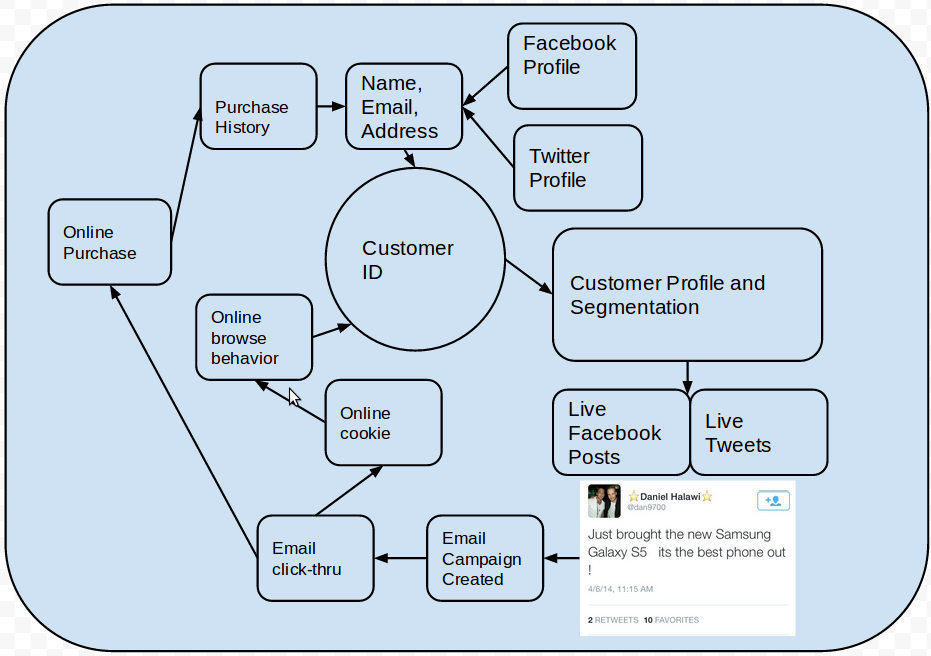 Facebook
Profile
Name,
Email,
Address
Purchase
History
Twitter
Profile
Online
Purchase
Customer
ID
Customer Profile and
Segmentation
Online
browse
behavior
Online
cookie
Live
Facebook
Posts
Live
Tweets
Daniel Halawi
@dan9700
Just brought the new Samsung
Galaxy S5 its the best phone out
!
4/6/14, 11:15 AM
2 RETWEETS 10 FAVORITES
Email
Campaign
Created
Email
click-thru